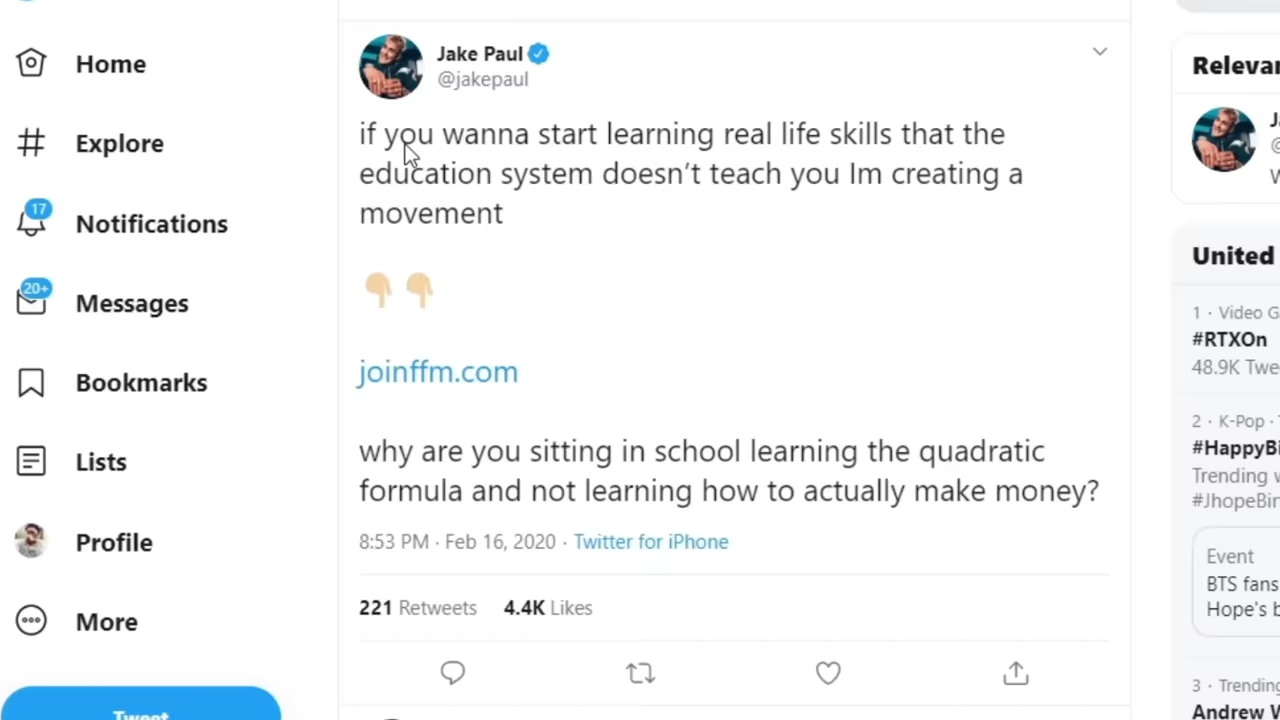 Home
Explore
17
Notifications
20+
Messages
Bookmarks
Lists
Profile
More
Tweet
Jake Paul
@jakepaul
if you wanna start learning real life skills that the
education system doesn’t teach you Im creating a
movement
👇🏼👇🏼
joinffm.com
why are you sitting in school learning the quadratic
formula and not learning how to actually make money?
8:53 PM · Feb 16, 2020 · Twitter for iPhone
221 Retweets 4.4K Likes
United
1 · Video
#RTXOn
48.9K
2 · K-Pop ·
Trending
Event
BTS fans
Hope's
3 · Trending
Andrew